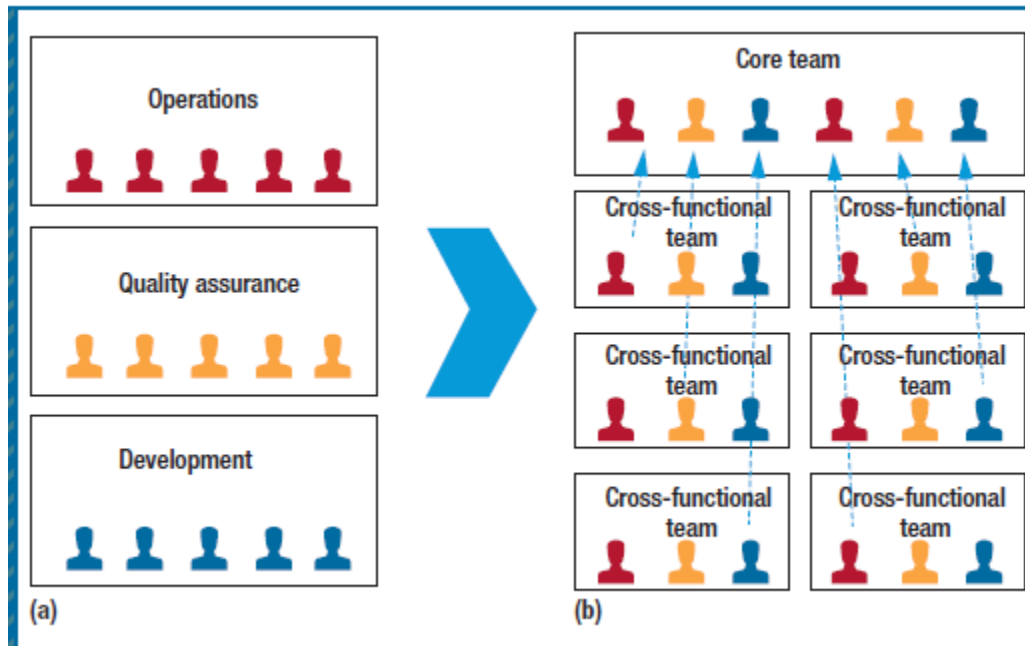 Operations
Quality assurance
Development
(a)
Core team
Cross-functional
team
Cross-functional
team
Cross-functional
team
Cross-functional
team
Cross-functional
team
Cross-functional
team
(b)